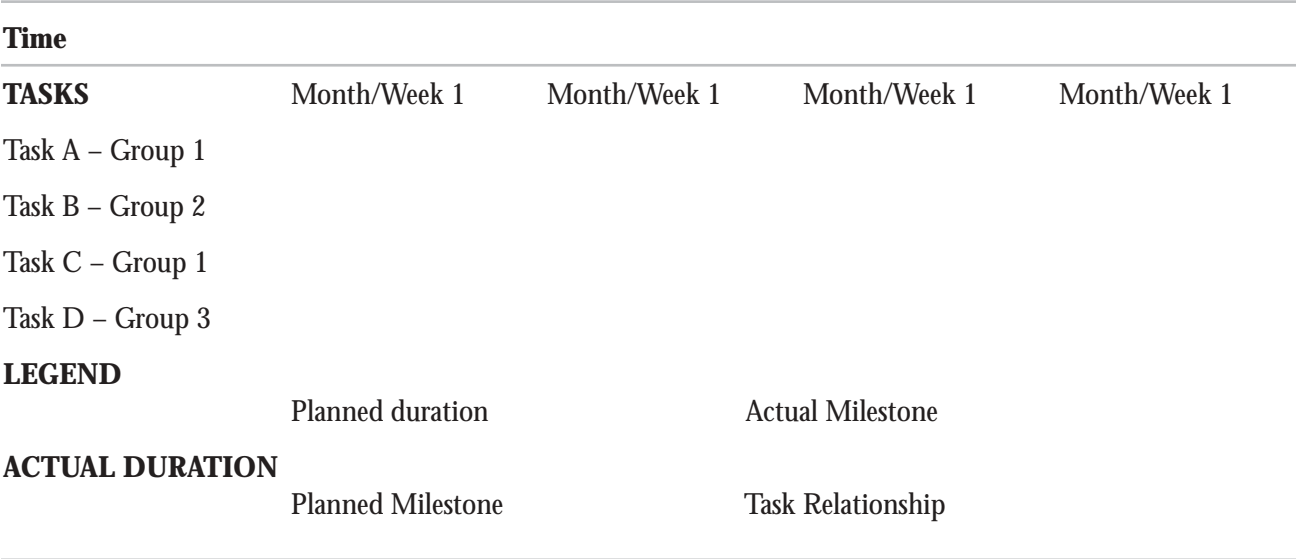 Time
TASKS Month/Week 1 Month/Week 1 Month/Week 1 Month/Week 1
Task A – Group 1
Task B – Group 2
Task C – Group 1
Task D – Group 3
LEGEND
Planned duration Actual Milestone
ACTUAL DURATION
Planned Milestone Task Relationship